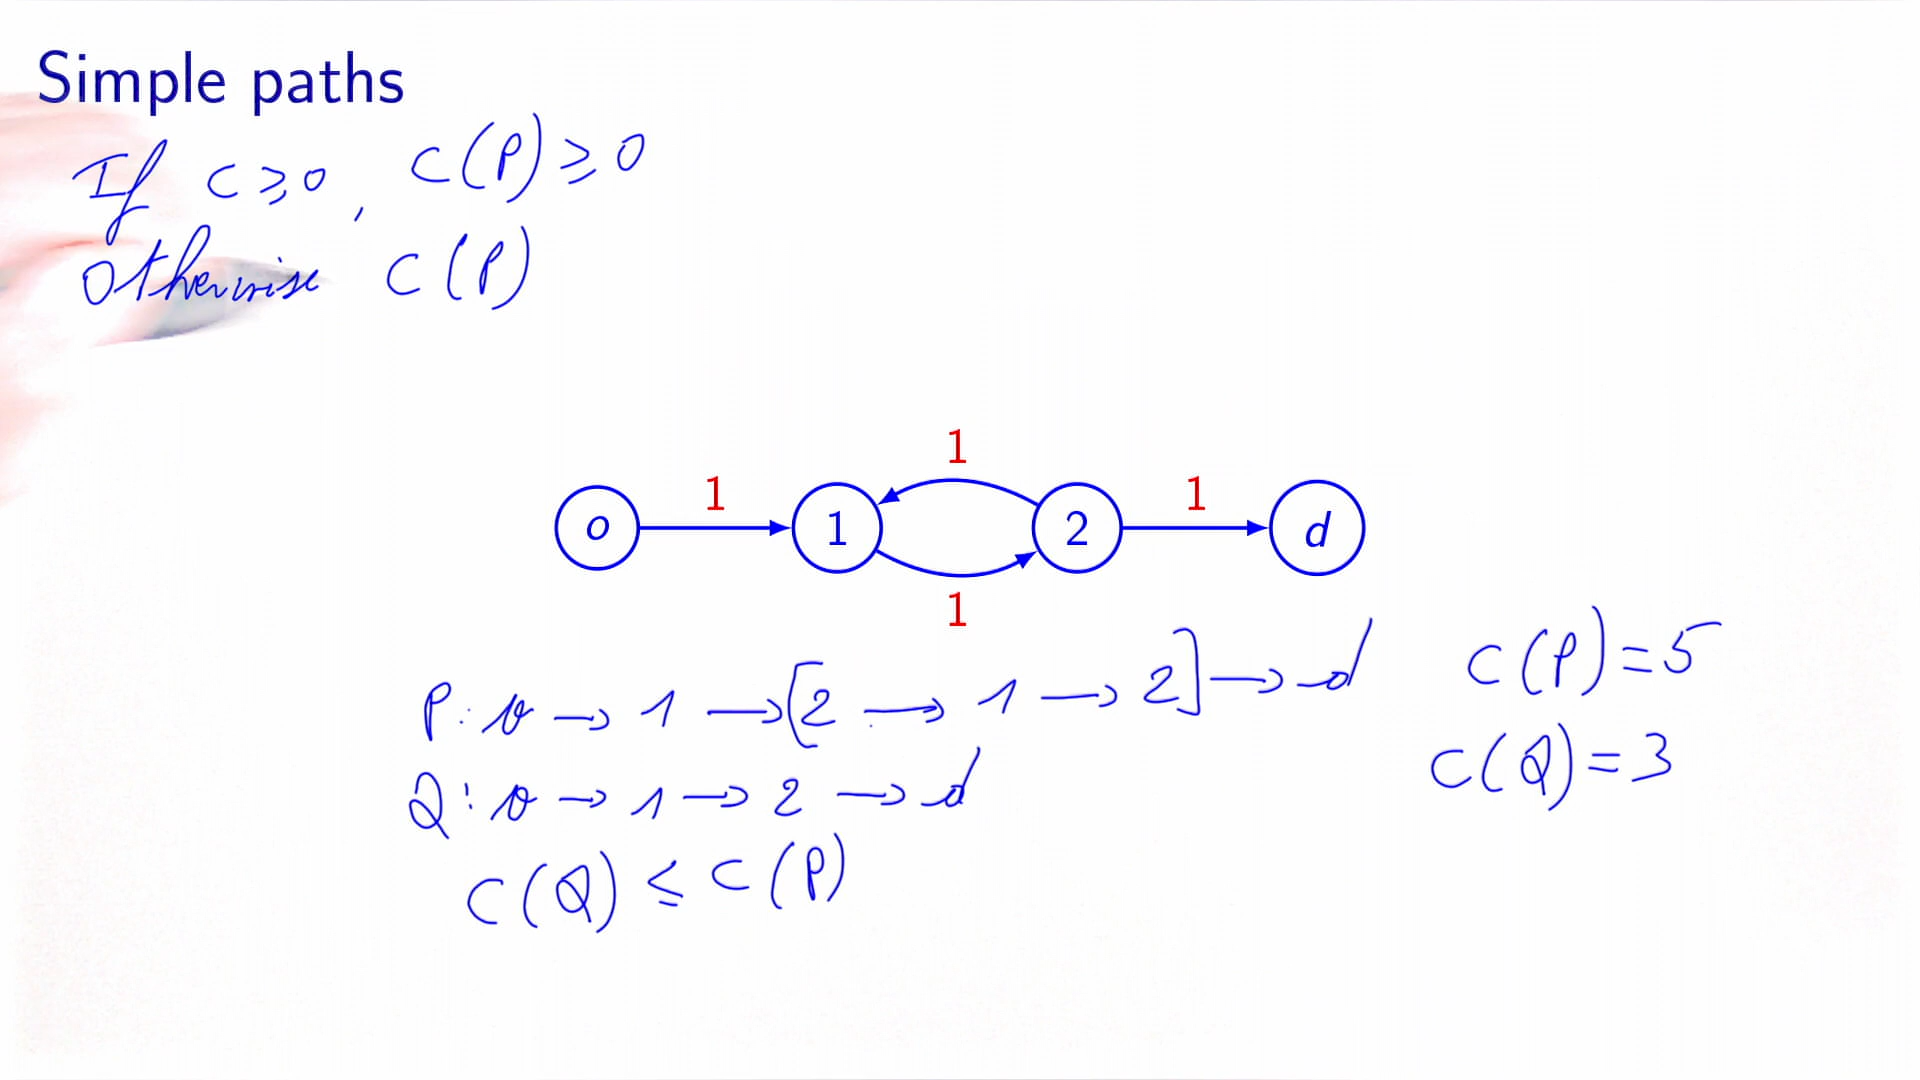 Simple paths
If c ≥ 0, c(P) ≥ 0
Otherwise c(P)
1
1 1
o 1 2 d
1
P: o → 1 → [2 → 1 → 2] → d c(P) = 5
Q: o → 1 → 2 → d c(Q) = 3
c(Q) ≤ c(P)